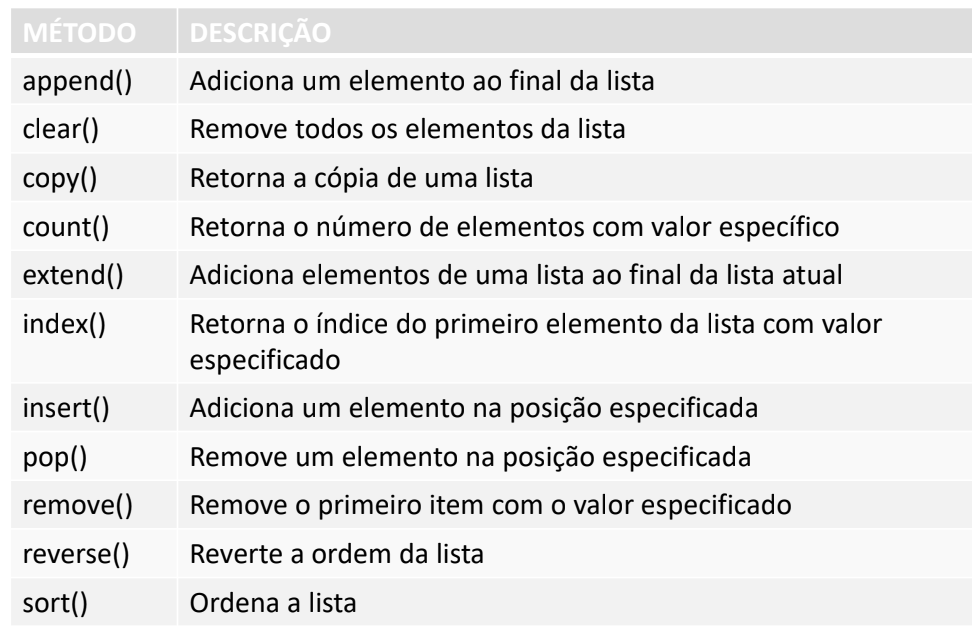 MÉTODO DESCRIÇÃO
append() Adiciona um elemento ao final da lista
clear() Remove todos os elementos da lista
copy() Retorna a cópia de uma lista
count() Retorna o número de elementos com valor específico
extend() Adiciona elementos de uma lista ao final da lista atual
index() Retorna o índice do primeiro elemento da lista com valor
especificado
insert() Adiciona um elemento na posição especificada
pop() Remove um elemento na posição especificada
remove() Remove o primeiro item com o valor especificado
reverse() Reverte a ordem da lista
sort() Ordena a lista